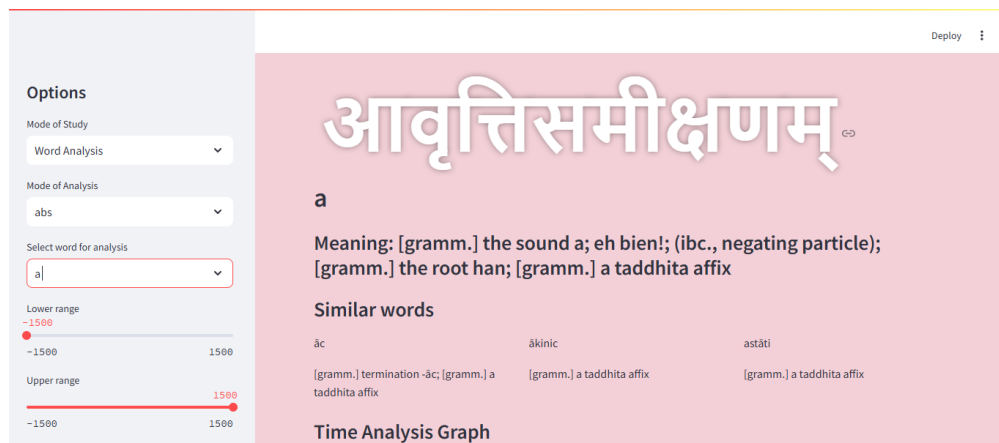 Deploy
Options
Mode of Study
Word Analysis
Mode of Analysis
abs
Select word for analysis
a
Lower range
-1500
-1500 1500
Upper range
1500
-1500 1500
आवृत्तिसमीक्षणम्
a
Meaning: [gramm.] the sound a; eh bien!; (ibc., negating particle);
[gramm.] the root han; [gramm.] a taddhita affix
Similar words
āc ākinic astāti
[gramm.] termination -āc; [gramm.] a [gramm.] a taddhita affix [gramm.] a taddhita affix
taddhita affix
Time Analysis Graph